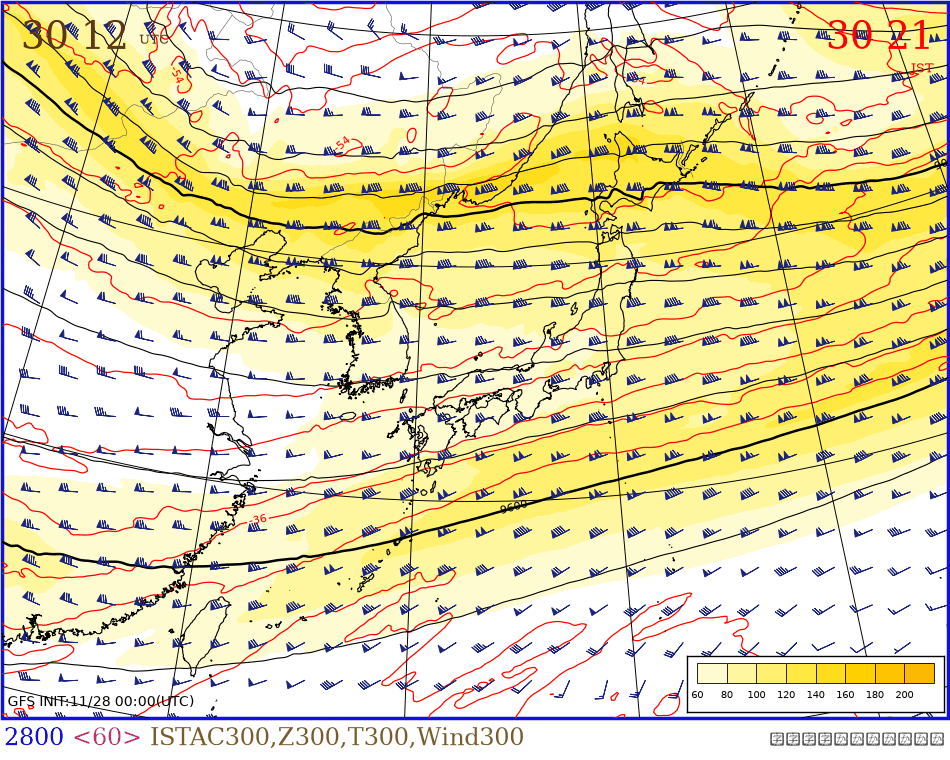 30 12 UTC
30 21 JST
-54
-54
-36
9600
GFS INIT:11/28 00:00(UTC)
60 80 100 120 140 160 180 200
2800 <60> ISTAC300,Z300,T300,Wind300